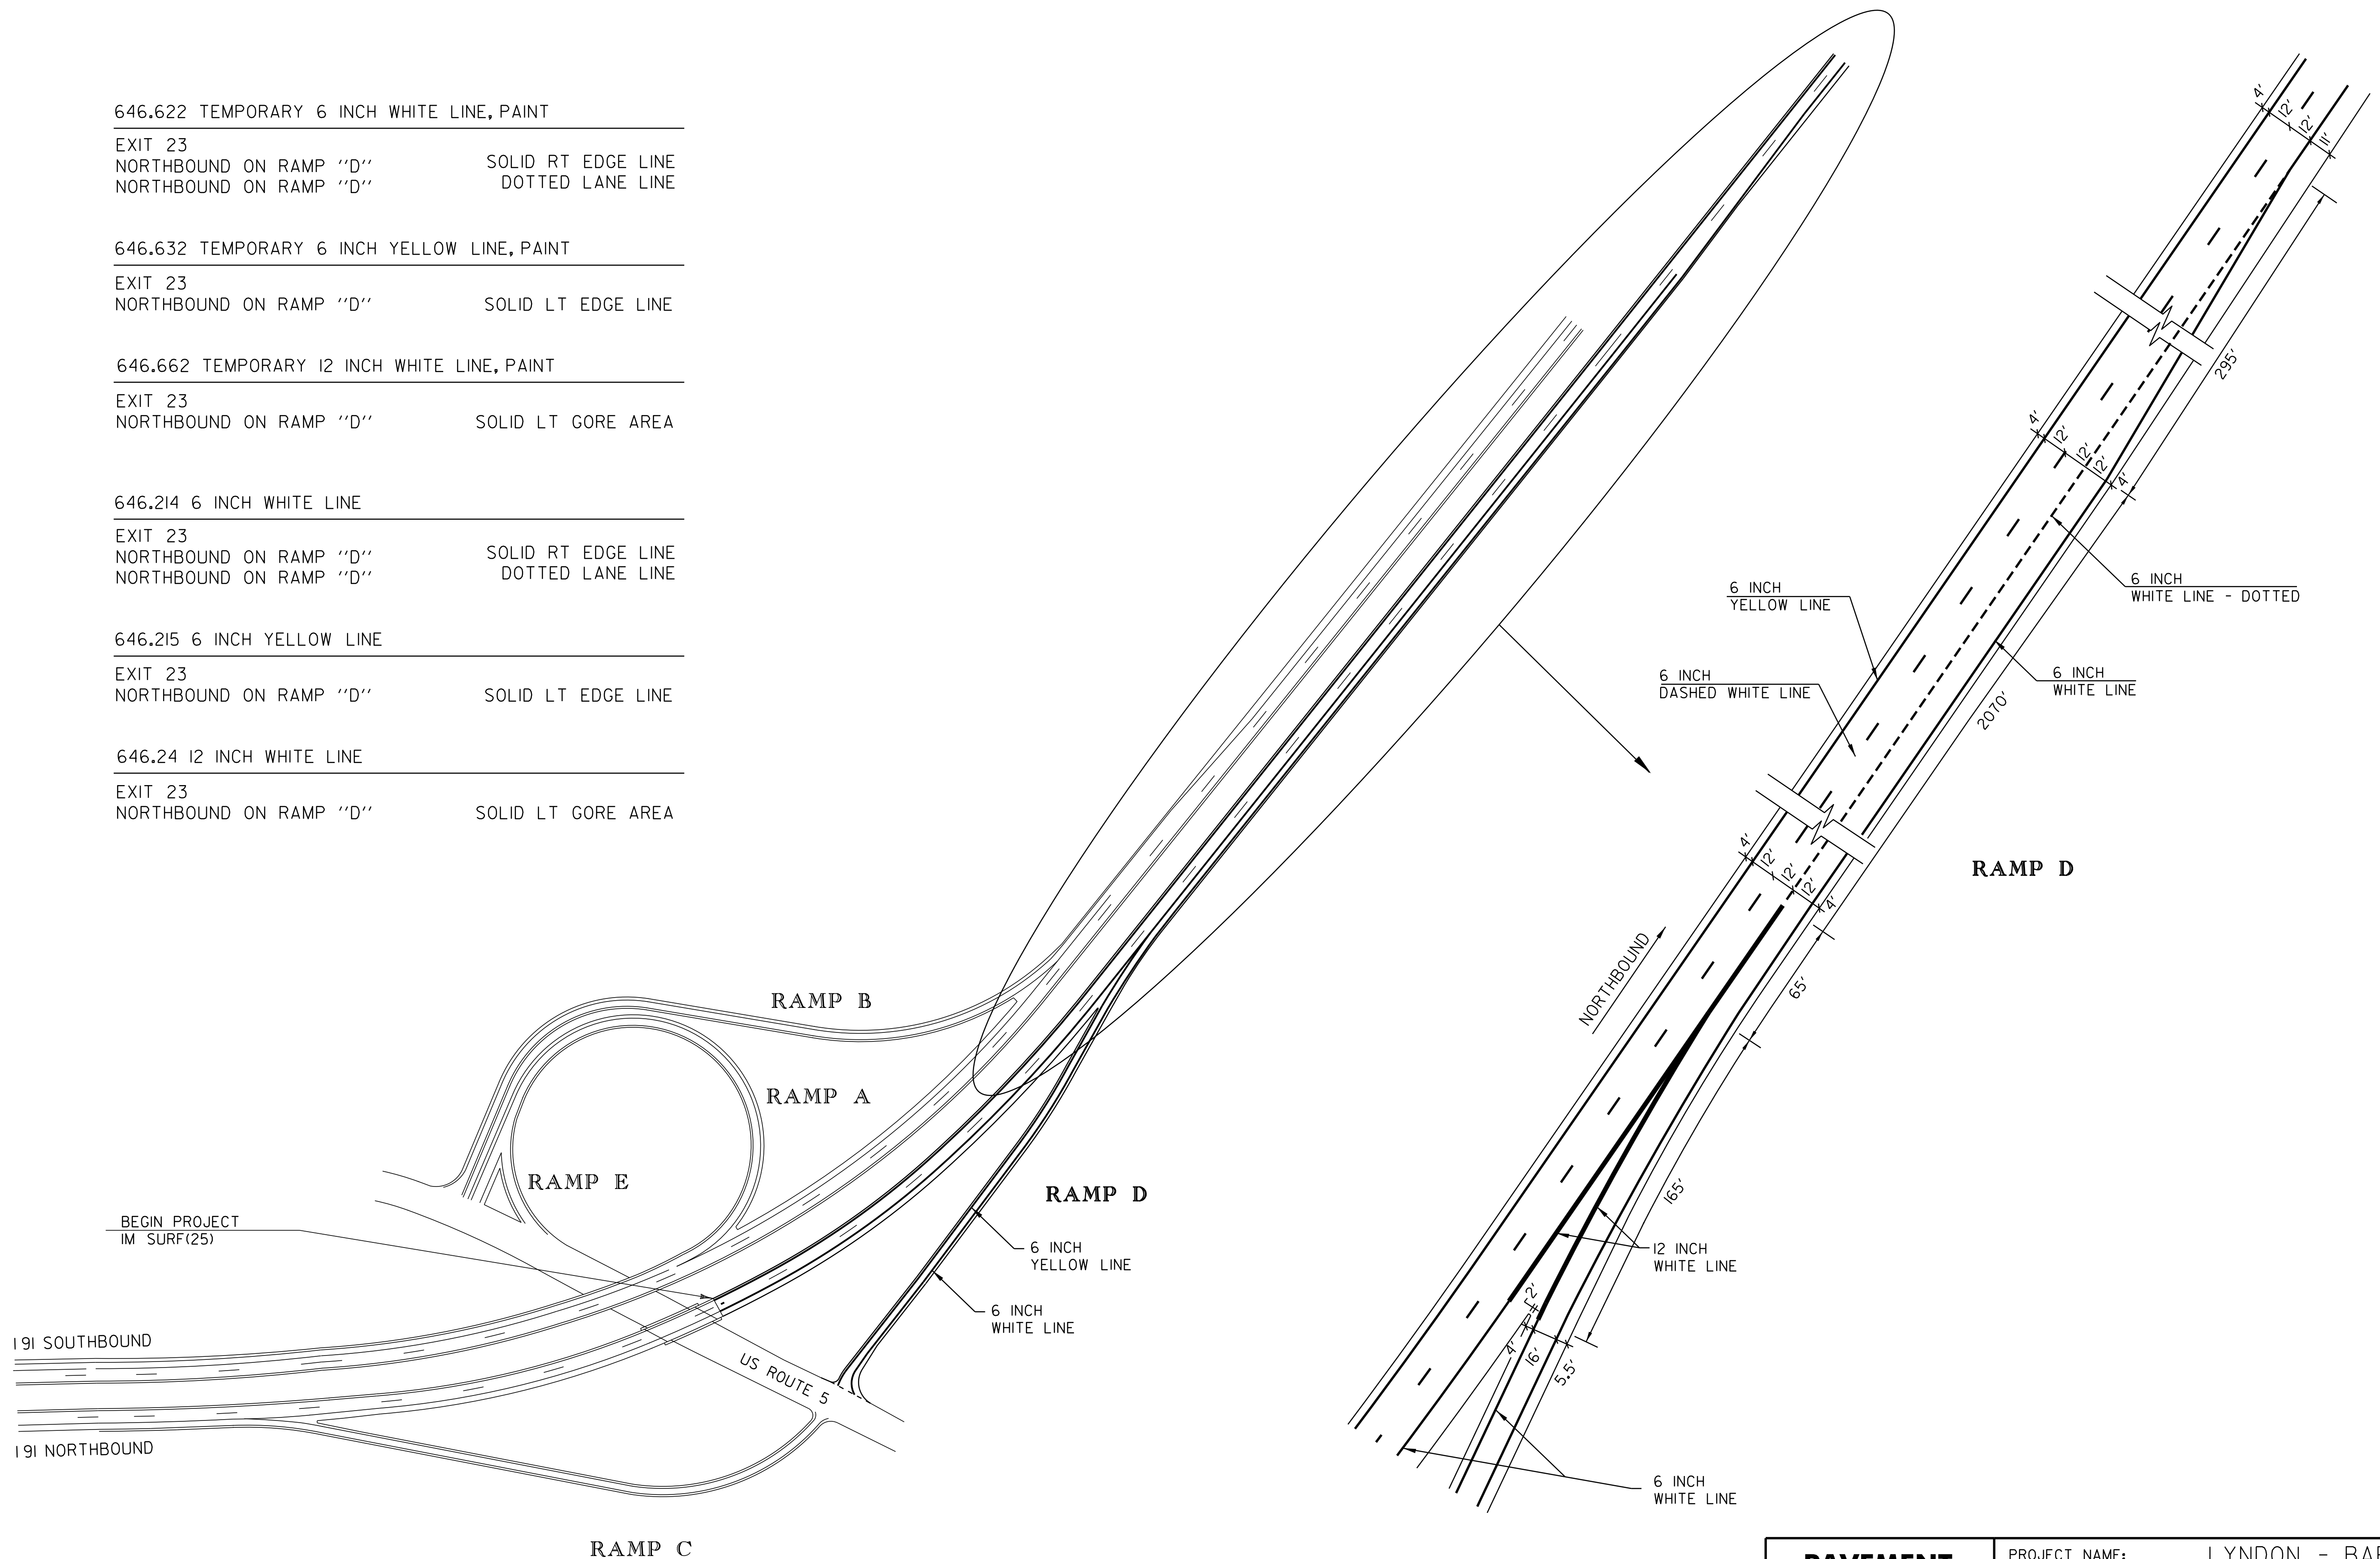 646.622 TEMPORARY 6 INCH WHITE LINE, PAINT
EXIT 23
NORTHBOUND ON RAMP ''D'' SOLID RT EDGE LINE
NORTHBOUND ON RAMP ''D'' DOTTED LANE LINE
646.632 TEMPORARY 6 INCH YELLOW LINE, PAINT
EXIT 23
NORTHBOUND ON RAMP ''D'' SOLID LT EDGE LINE
646.662 TEMPORARY 12 INCH WHITE LINE, PAINT
EXIT 23
NORTHBOUND ON RAMP ''D'' SOLID LT GORE AREA
646.214 6 INCH WHITE LINE
EXIT 23
NORTHBOUND ON RAMP ''D'' SOLID RT EDGE LINE
NORTHBOUND ON RAMP ''D'' DOTTED LANE LINE
646.215 6 INCH YELLOW LINE
EXIT 23
NORTHBOUND ON RAMP ''D'' SOLID LT EDGE LINE
646.24 12 INCH WHITE LINE
EXIT 23
NORTHBOUND ON RAMP ''D'' SOLID LT GORE AREA
RAMP B
RAMP A
RAMP E
RAMP D
BEGIN PROJECT
IM SURF(25)
6 INCH
YELLOW LINE
6 INCH
WHITE LINE
I 91 SOUTHBOUND
I 91 NORTHBOUND
US ROUTE 5
RAMP C
4'
12'
12'
11'
295'
4'
12'
12'
12'
4'
6 INCH
YELLOW LINE
6 INCH
WHITE LINE - DOTTED
6 INCH
DASHED WHITE LINE
6 INCH
WHITE LINE
2070'
4'
12'
12'
12'
4'
RAMP D
NORTHBOUND
65'
165'
12 INCH
WHITE LINE
2'
4'
16'
5.5'
6 INCH
WHITE LINE
PAVEMENT
PROJECT NAME: LYNDON - BAR